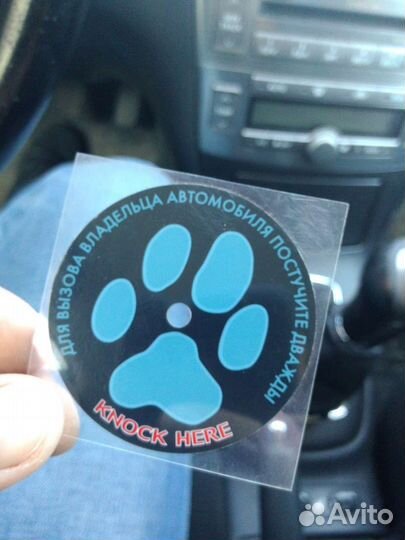 ДЛЯ ВЫЗОВА ВЛАДЕЛЬЦА АВТОМОБИЛЯ ПОСТУЧИТЕ ДВАЖДЫ
KNOCK HERE
Avito